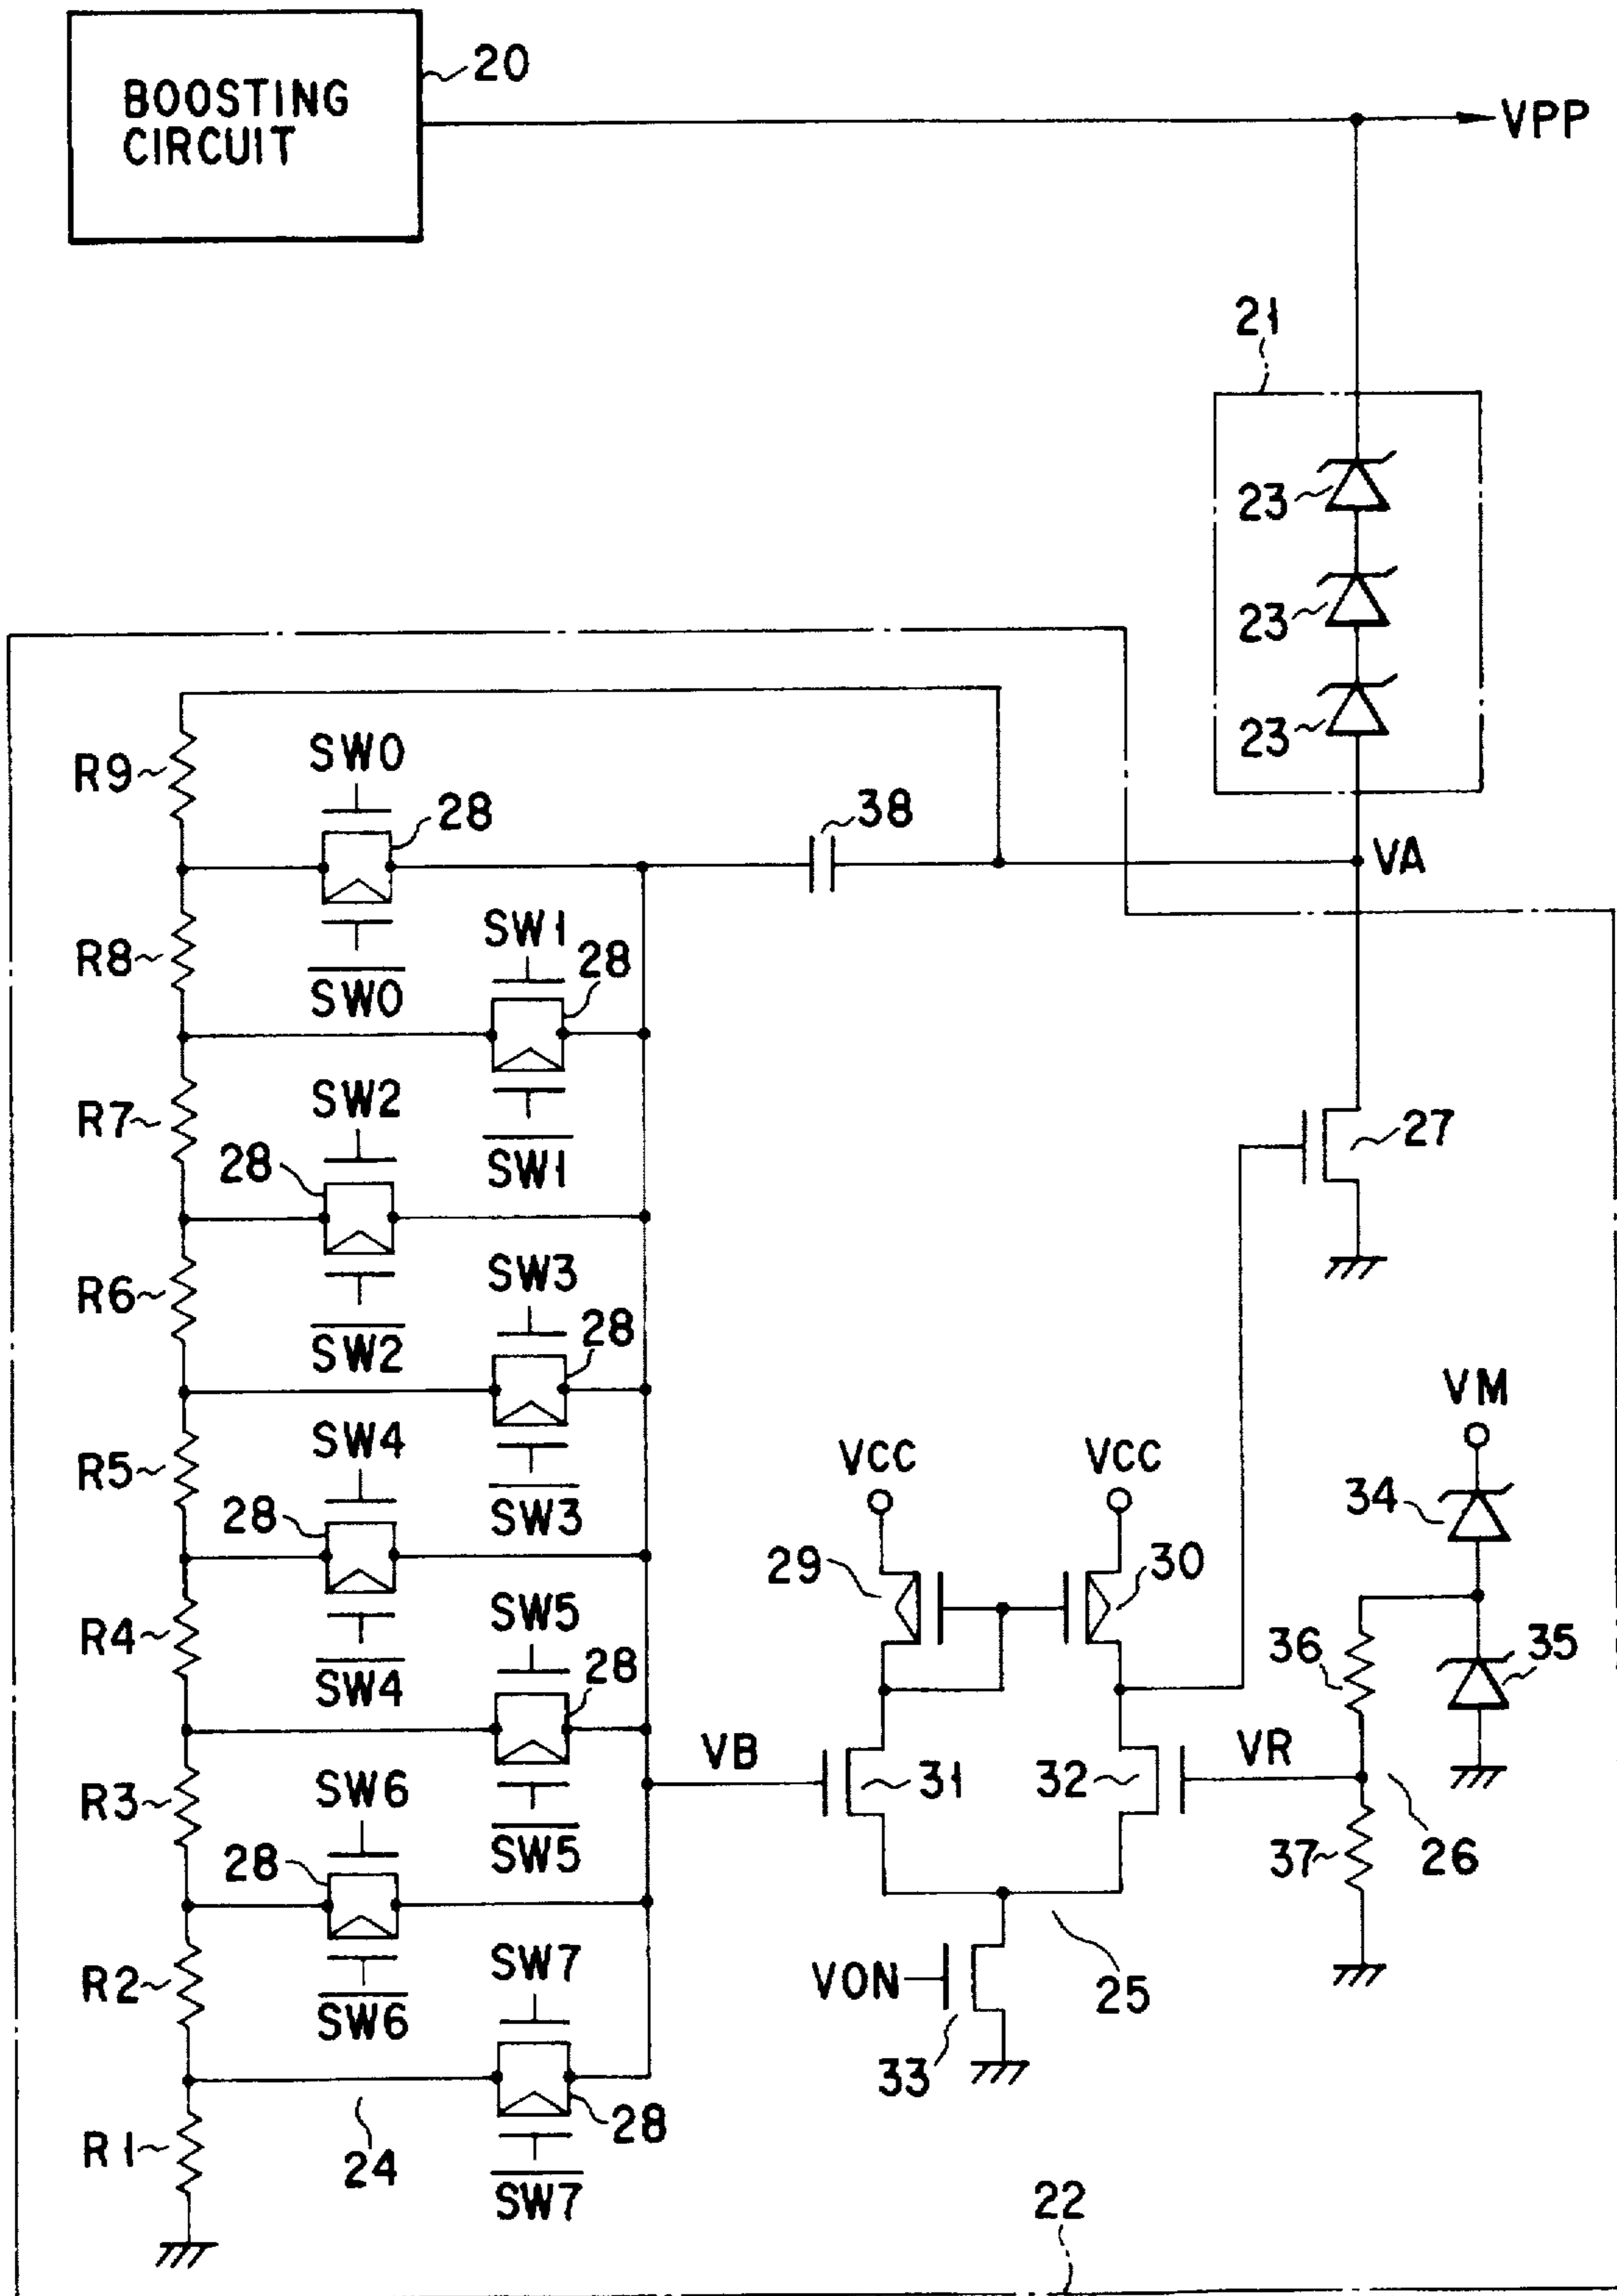 BOOSTING
CIRCUIT
20
VPP
21
23
23
23
R9
SW0
28
38
VA
R8
SW0
SW1
28
R7
SW2
SW1
27
28
R6
SW2
SW3
28
VM
R5
SW4
SW3
VCC
VCC
34
28
29
30
R4
SW4
SW5
28
36
35
R3
SW6
SW5
VB
31
32
VR
28
37
26
R2
SW6
SW7
VON
25
33
R1
24
28
SW7
22